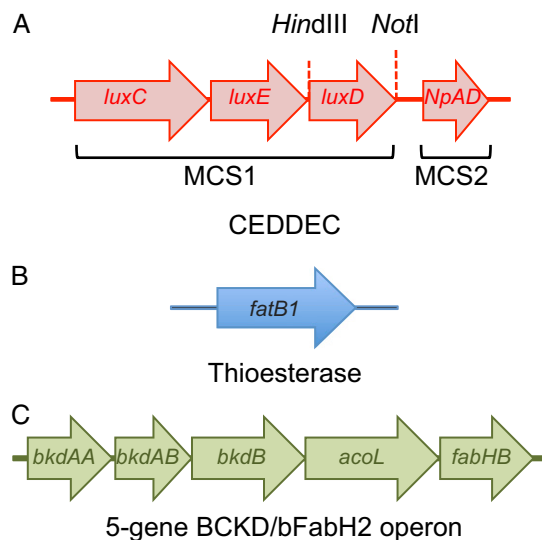 A
HindIII NotI
luxC luxE luxD NpAD
MCS1 MCS2
CEDDEC
B
fatB1
Thioesterase
C
bkdAA bkdAB bkdB acoL fabHB
5-gene BCKD/bFabH2 operon